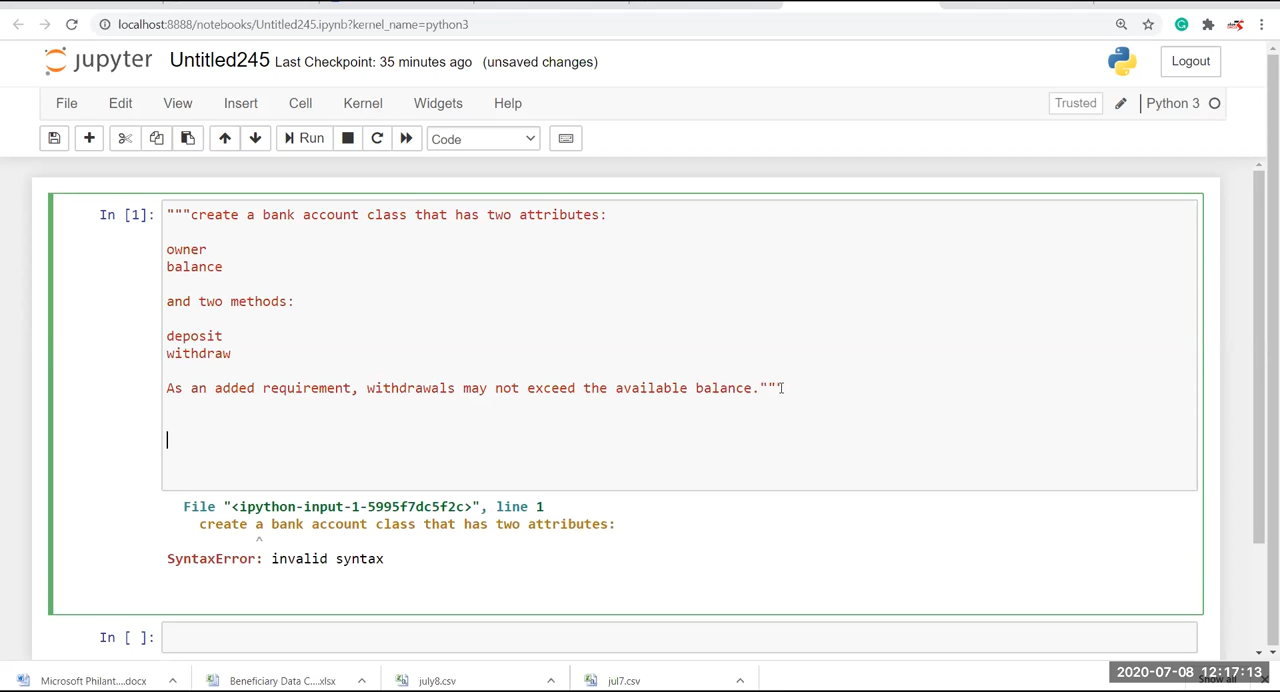 localhost:8888/notebooks/Untitled245.ipynb?kernel_name=python3
jupyter Untitled245 Last Checkpoint: 35 minutes ago (unsaved changes) Logout
File Edit View Insert Cell Kernel Widgets Help Trusted Python 3
Run Code
In [1]: """create a bank account class that has two attributes:
owner
balance
and two methods:
deposit
withdraw
As an added requirement, withdrawals may not exceed the available balance."""
File "<ipython-input-1-5995f7dc5f2c>", line 1
create a bank account class that has two attributes:
^
SyntaxError: invalid syntax
In [ ]:
Microsoft Philant....docx Beneficiary Data C....xlsx july8.csv jul7.csv Show all
2020-07-08 12:17:13